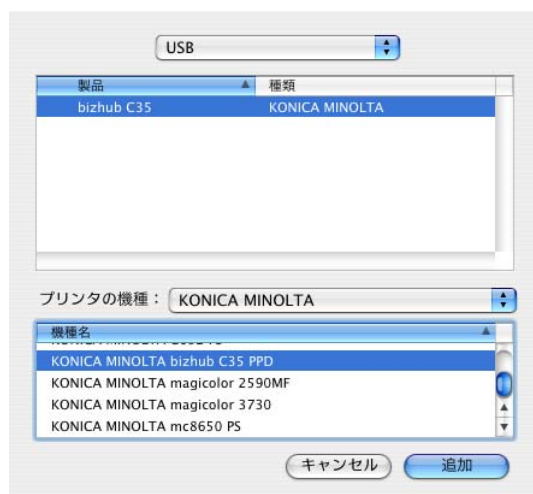 USB
製品 種類
bizhub C35 KONICA MINOLTA
プリンタの機種： KONICA MINOLTA
機種名
KONICA MINOLTA bizhub C35 PPD
KONICA MINOLTA magicolor 2590MF
KONICA MINOLTA magicolor 3730
KONICA MINOLTA mc8650 PS
キャンセル 追加